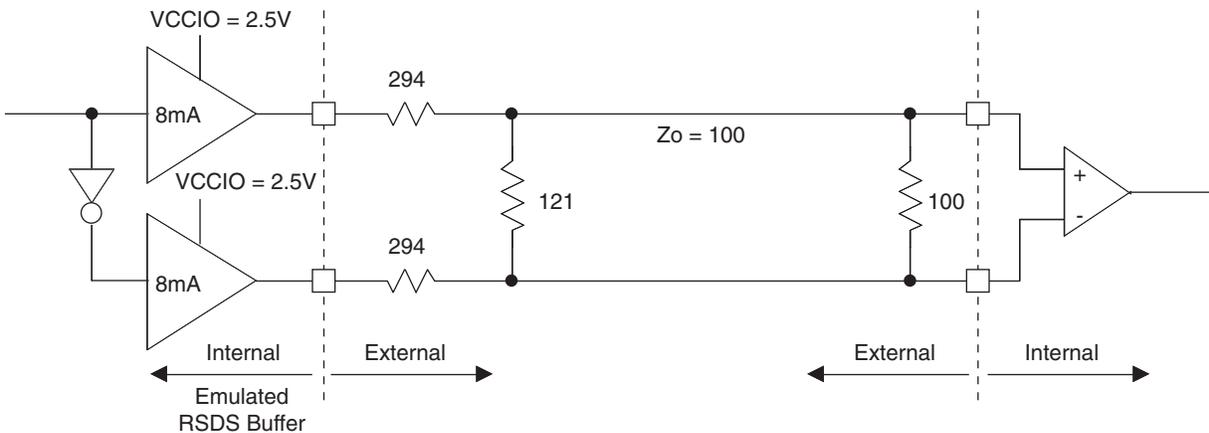 VCCIO = 2.5V
294
8mA
Zo = 100
VCCIO = 2.5V
+
121
100
-
294
8mA
Internal
External
External
Internal
Emulated
RSDS Buffer